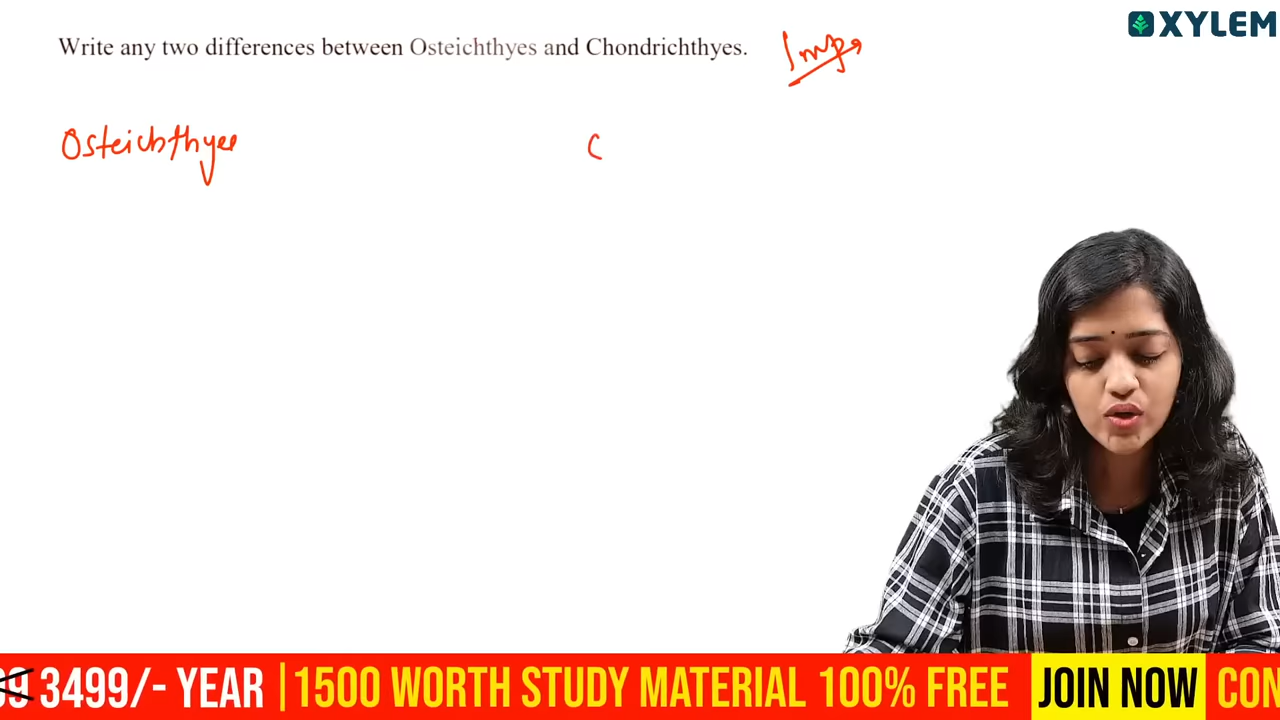 XYLEM
Write any two differences between Osteichthyes and Chondrichthyes.
Imp
Osteichthyes
C
3499/- YEAR | 1500 WORTH STUDY MATERIAL 100% FREE JOIN NOW CON